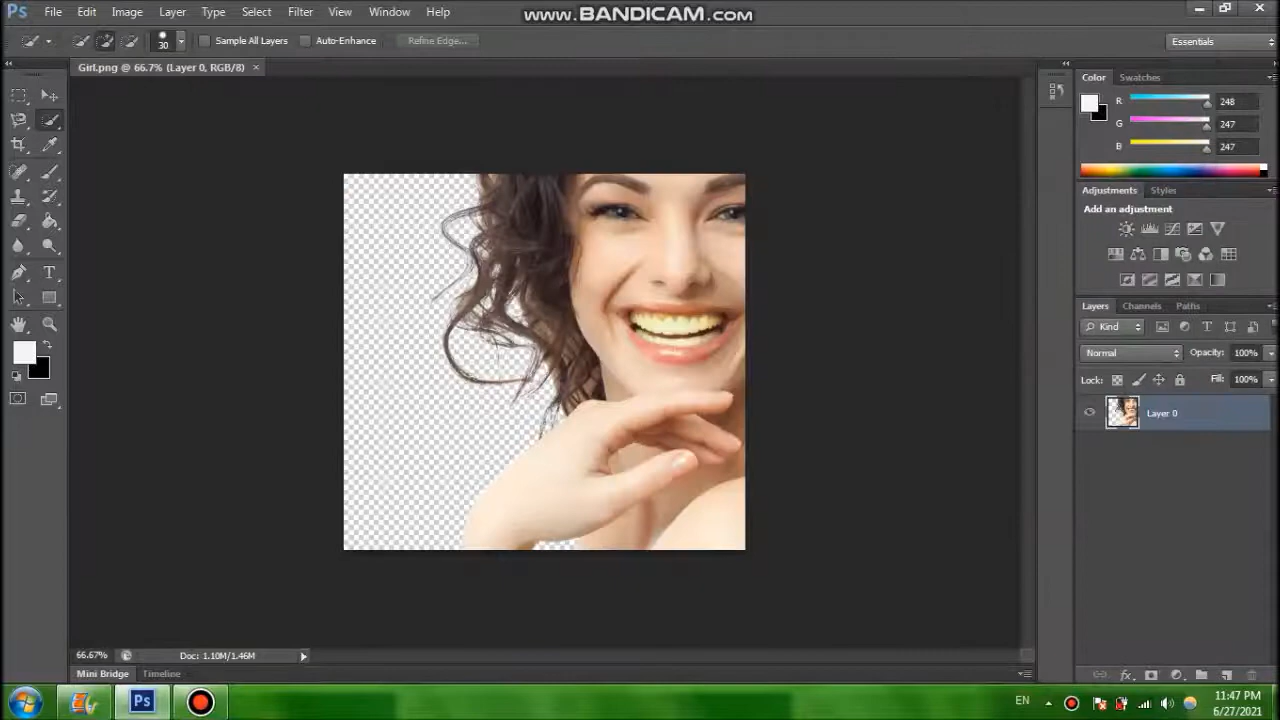 Ps File Edit Image Layer Type Select Filter View Window Help
www.BANDICAM.com
30 Sample All Layers Auto-Enhance Refine Edge... Essentials
Girl.png @ 66.7% (Layer 0, RGB/8) ×
Color Swatches
R 248
G 247
B 247
Adjustments Styles
Add an adjustment
Layers Channels Paths
Kind
Normal Opacity: 100%
Lock: Fill: 100%
Layer 0
66.67% Doc: 1.10M/1.46M
Mini Bridge Timeline
Ps EN 11:47 PM
6/27/2021